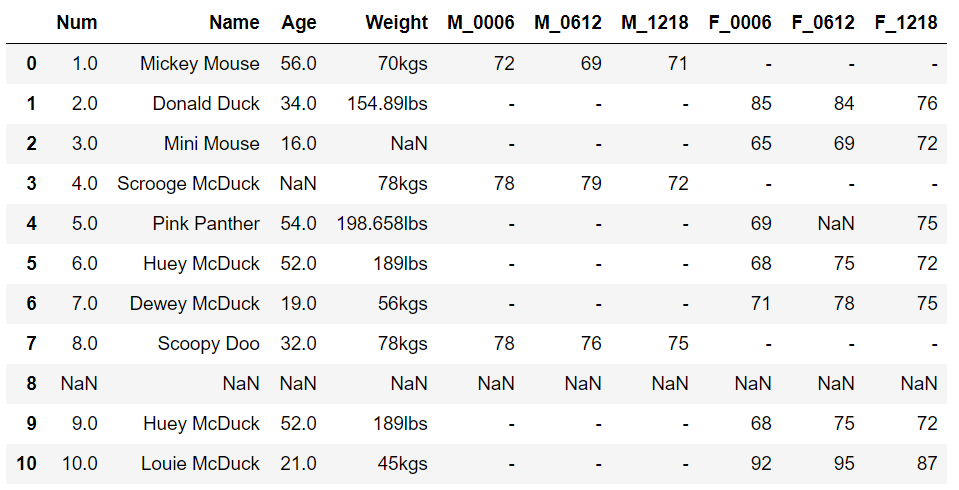 Num Name Age Weight M_0006 M_0612 M_1218 F_0006 F_0612 F_1218
0 1.0 Mickey Mouse 56.0 70kgs 72 69 71 - - -
1 2.0 Donald Duck 34.0 154.89lbs - - - 85 84 76
2 3.0 Mini Mouse 16.0 NaN - - - 65 69 72
3 4.0 Scrooge McDuck NaN 78kgs 78 79 72 - - -
4 5.0 Pink Panther 54.0 198.658lbs - - - 69 NaN 75
5 6.0 Huey McDuck 52.0 189lbs - - - 68 75 72
6 7.0 Dewey McDuck 19.0 56kgs - - - 71 78 75
7 8.0 Scoopy Doo 32.0 78kgs 78 76 75 - - -
8 NaN NaN NaN NaN NaN NaN NaN NaN NaN NaN
9 9.0 Huey McDuck 52.0 189lbs - - - 68 75 72
10 10.0 Louie McDuck 21.0 45kgs - - - 92 95 87